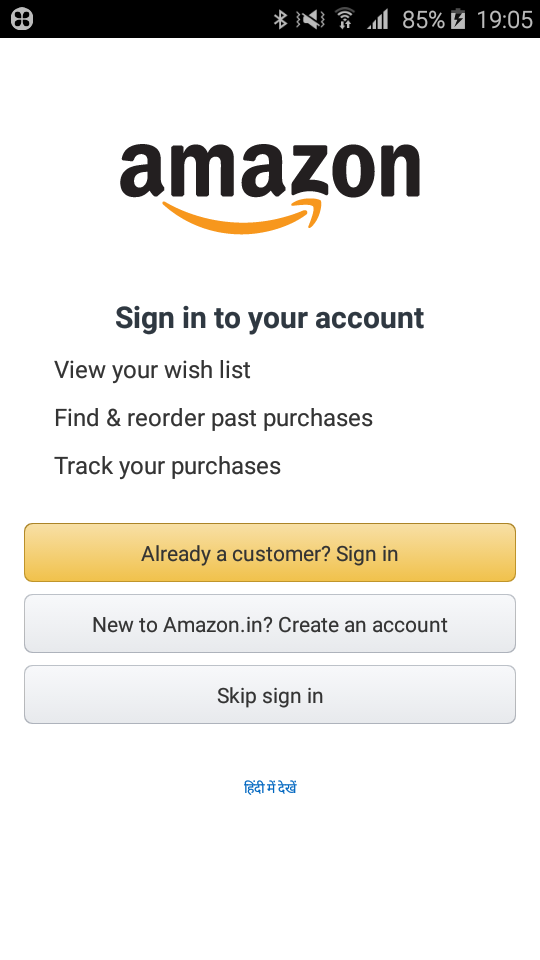 85% 19:05
amazon
Sign in to your account
View your wish list
Find & reorder past purchases
Track your purchases
Already a customer? Sign in
New to Amazon.in? Create an account
Skip sign in
हिंदी में देखें